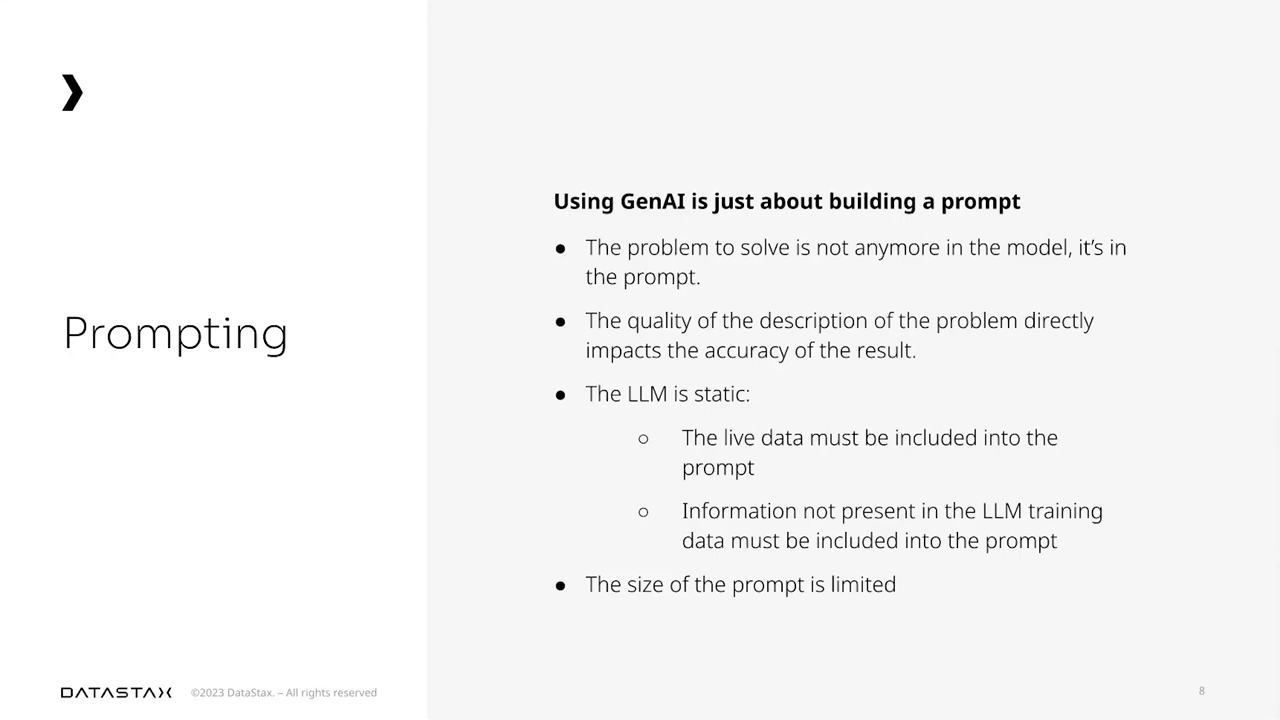 Prompting
Using GenAI is just about building a prompt
● The problem to solve is not anymore in the model, it’s in
the prompt.
● The quality of the description of the problem directly
impacts the accuracy of the result.
● The LLM is static:
○ The live data must be included into the
prompt
○ Information not present in the LLM training
data must be included into the prompt
● The size of the prompt is limited
DATASTAX ©2023 DataStax. – All rights reserved
8